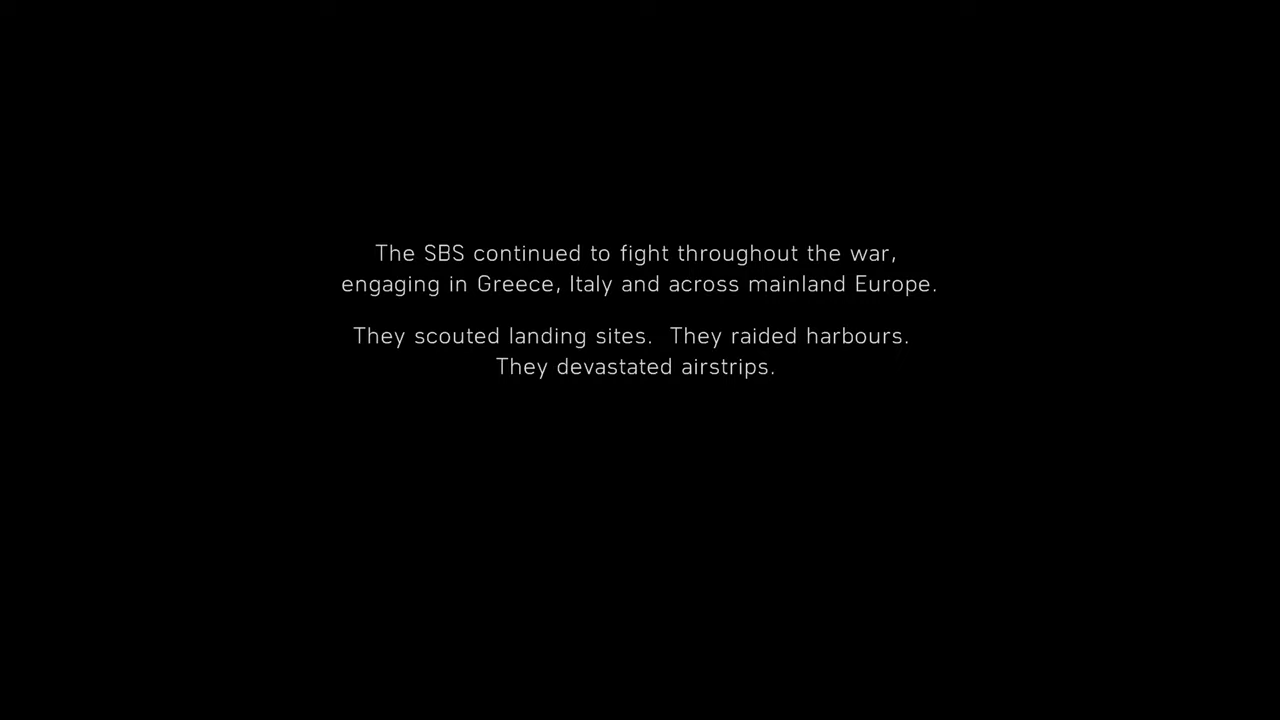 The SBS continued to fight throughout the war,
engaging in Greece, Italy and across mainland Europe.
They scouted landing sites.  They raided harbours.
They devastated airstrips.